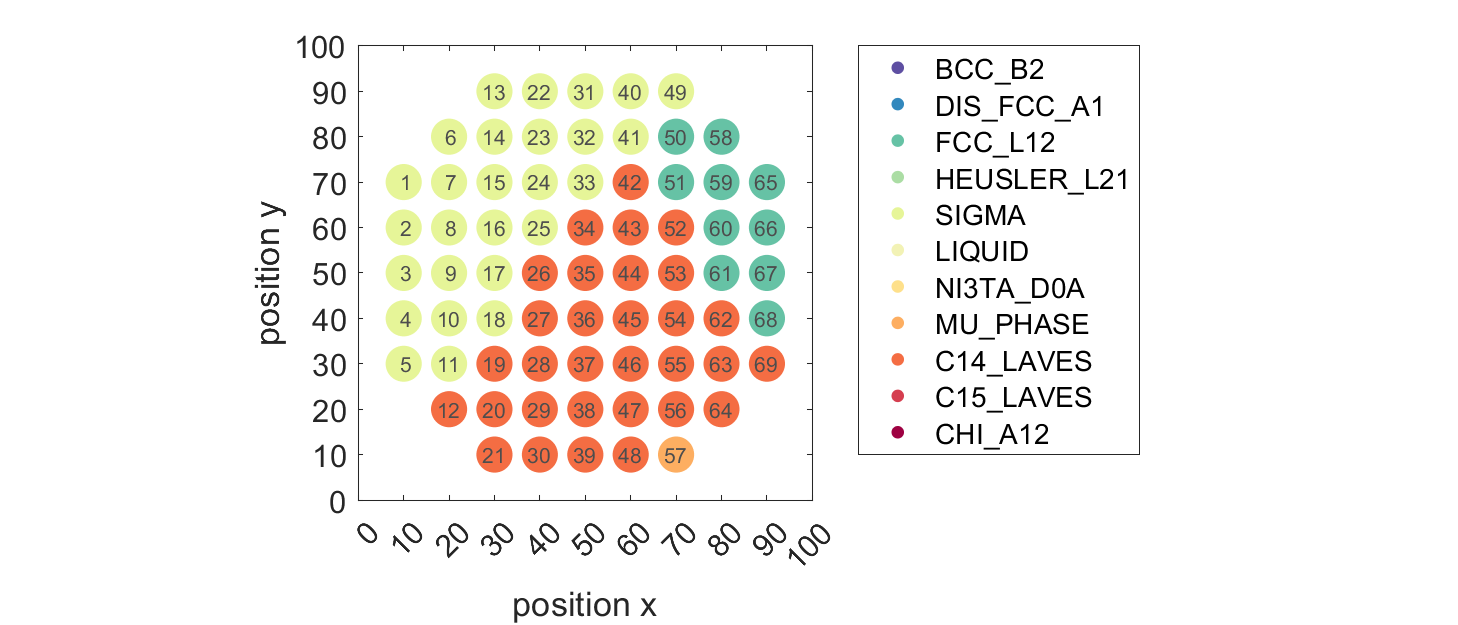 100
90 13 22 31 40 49
80 6 14 23 32 41 50 58
70 1 7 15 24 33 42 51 59 65
60 2 8 16 25 34 43 52 60 66
50 3 9 17 26 35 44 53 61 67
40 4 10 18 27 36 45 54 62 68
30 5 11 19 28 37 46 55 63 69
20 12 20 29 38 47 56 64
10 21 30 39 48 57
0
position y
0 10 20 30 40 50 60 70 80 90 100
position x
BCC_B2
DIS_FCC_A1
FCC_L12
HEUSLER_L21
SIGMA
LIQUID
NI3TA_D0A
MU_PHASE
C14_LAVES
C15_LAVES
CHI_A12